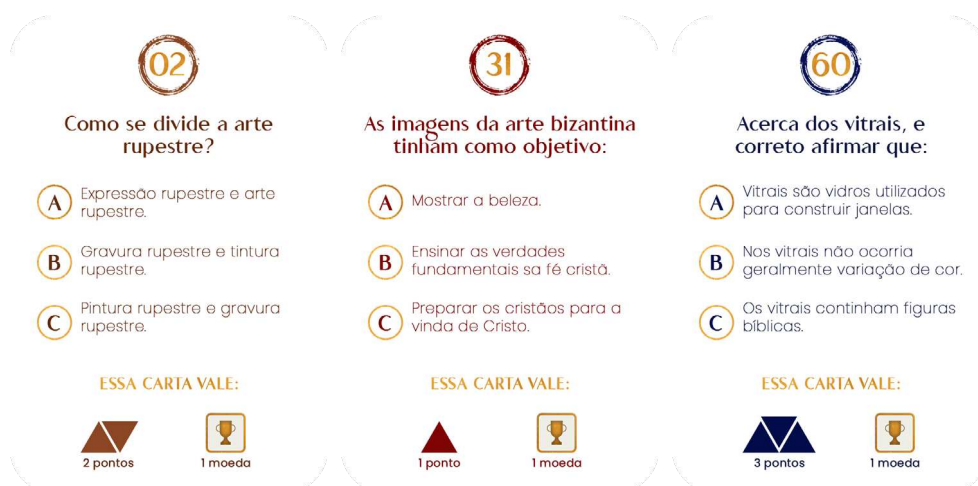 02
Como se divide a arte
rupestre?
A
Expressão rupestre e arte
rupestre.
B
Gravura rupestre e tintura
rupestre.
C
Pintura rupestre e gravura
rupestre.
ESSA CARTA VALE:
2 pontos
1 moeda
31
As imagens da arte bizantina
tinham como objetivo:
A
Mostrar a beleza.
B
Ensinar as verdades
fundamentais sa fé cristã.
C
Preparar os cristãos para a
vinda de Cristo.
ESSA CARTA VALE:
1 ponto
1 moeda
60
Acerca dos vitrais, e
correto afirmar que:
A
Vitrais são vidros utilizados
para construir janelas.
B
Nos vitrais não ocorria
geralmente variação de cor.
C
Os vitrais continham figuras
bíblicas.
ESSA CARTA VALE:
3 pontos
1 moeda